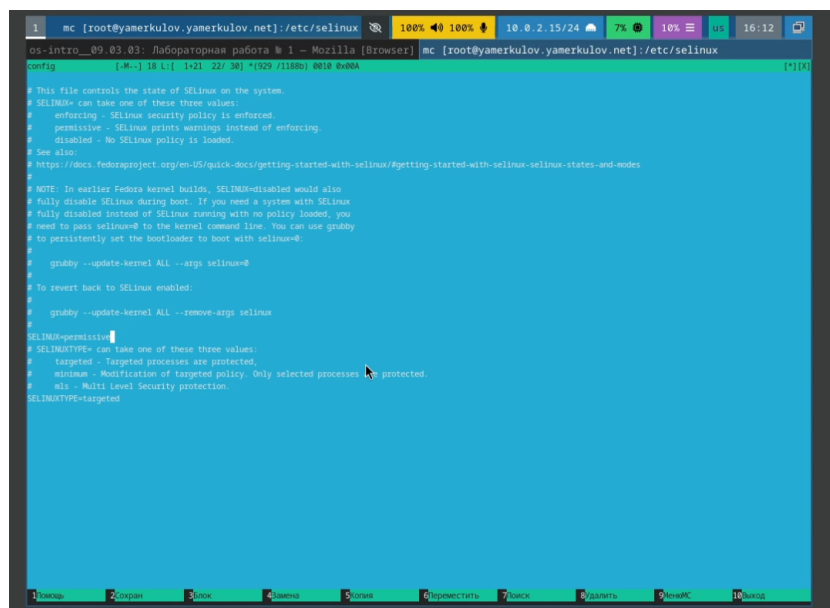 1 mc [root@yamerkulov.yamerkulov.net]:/etc/selinux 100% 100% 10.0.2.15/24 7% 10% us 16:12
os-intro__09.03.03: Лабораторная работа № 1 — Mozilla [Browser] mc [root@yamerkulov.yamerkulov.net]:/etc/selinux
config [-M--] 18 L:[ 1+21 22/ 30] *(929 /1188b) 0010 0x00A [*][X]
# This file controls the state of SELinux on the system.
# SELINUX= can take one of these three values:
# enforcing - SELinux security policy is enforced.
# permissive - SELinux prints warnings instead of enforcing.
# disabled - No SELinux policy is loaded.
# See also:
# https://docs.fedoraproject.org/en-US/quick-docs/getting-started-with-selinux/#getting-started-with-selinux-selinux-states-and-modes
#
# NOTE: In earlier Fedora kernel builds, SELINUX=disabled would also
# fully disable SELinux during boot. If you need a system with SELinux
# fully disabled instead of SELinux running with no policy loaded, you
# need to pass selinux=0 to the kernel command line. You can use grubby
# to persistently set the bootloader to boot with selinux=0:
#
# grubby --update-kernel ALL --args selinux=0
#
# To revert back to SELinux enabled:
#
# grubby --update-kernel ALL --remove-args selinux
#
SELINUX=permissive
# SELINUXTYPE= can take one of these three values:
# targeted - Targeted processes are protected,
# minimum - Modification of targeted policy. Only selected processes are protected.
# mls - Multi Level Security protection.
SELINUXTYPE=targeted
1Помощь 2Сохран 3Блок 4Замена 5Копия 6Переместить 7Поиск 8Удалить 9МенюMC 10Выход